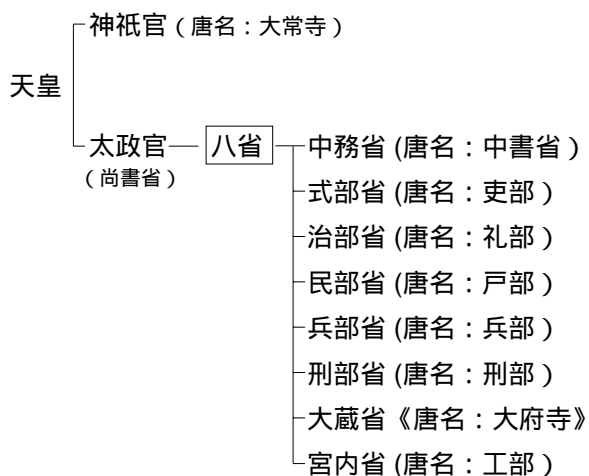 神祇官（唐名：大常寺）
天皇
太政官 八省 中務省 (唐名：中書省）
（尚書省）
式部省 (唐名：吏部）
治部省 (唐名：礼部）
民部省 (唐名：戸部）
兵部省 (唐名：兵部）
刑部省 (唐名：刑部）
大蔵省《唐名：大府寺》
宮内省 (唐名：工部）